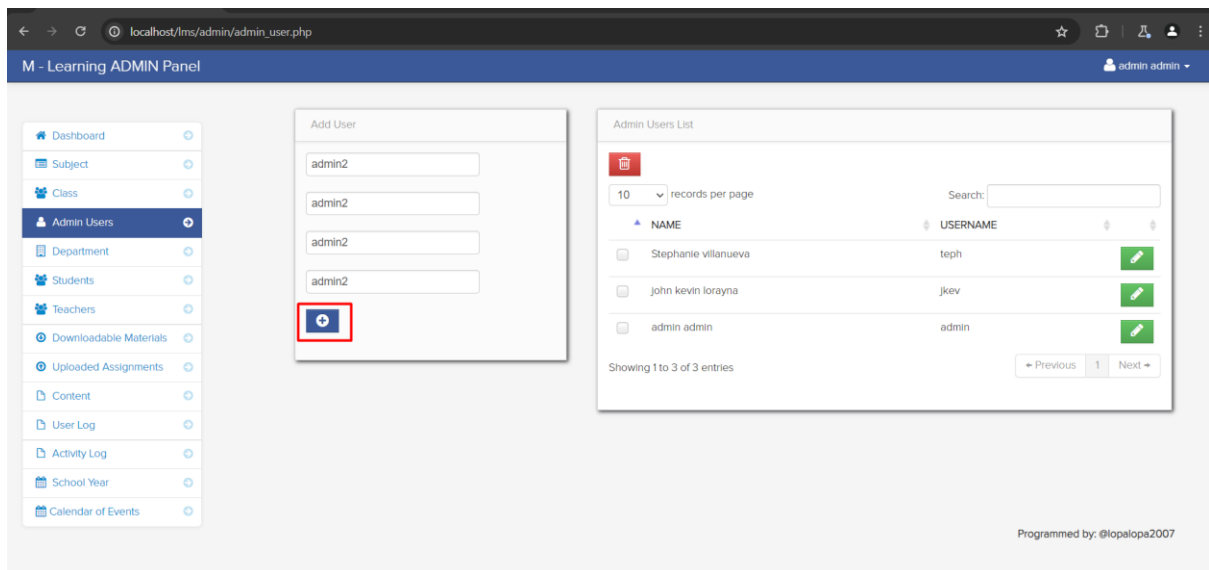 localhost/lms/admin/admin_user.php
M - Learning ADMIN Panel
admin admin
Dashboard
Subject
Class
Admin Users
Department
Students
Teachers
Downloadable Materials
Uploaded Assignments
Content
User Log
Activity Log
School Year
Calendar of Events
Add User
admin2
admin2
admin2
admin2
Admin Users List
10 records per page Search:
NAME USERNAME
Stephanie villanueva teph
john kevin lorayna jkev
admin admin admin
Showing 1 to 3 of 3 entries
← Previous 1 Next →
Programmed by: @lopalopa2007